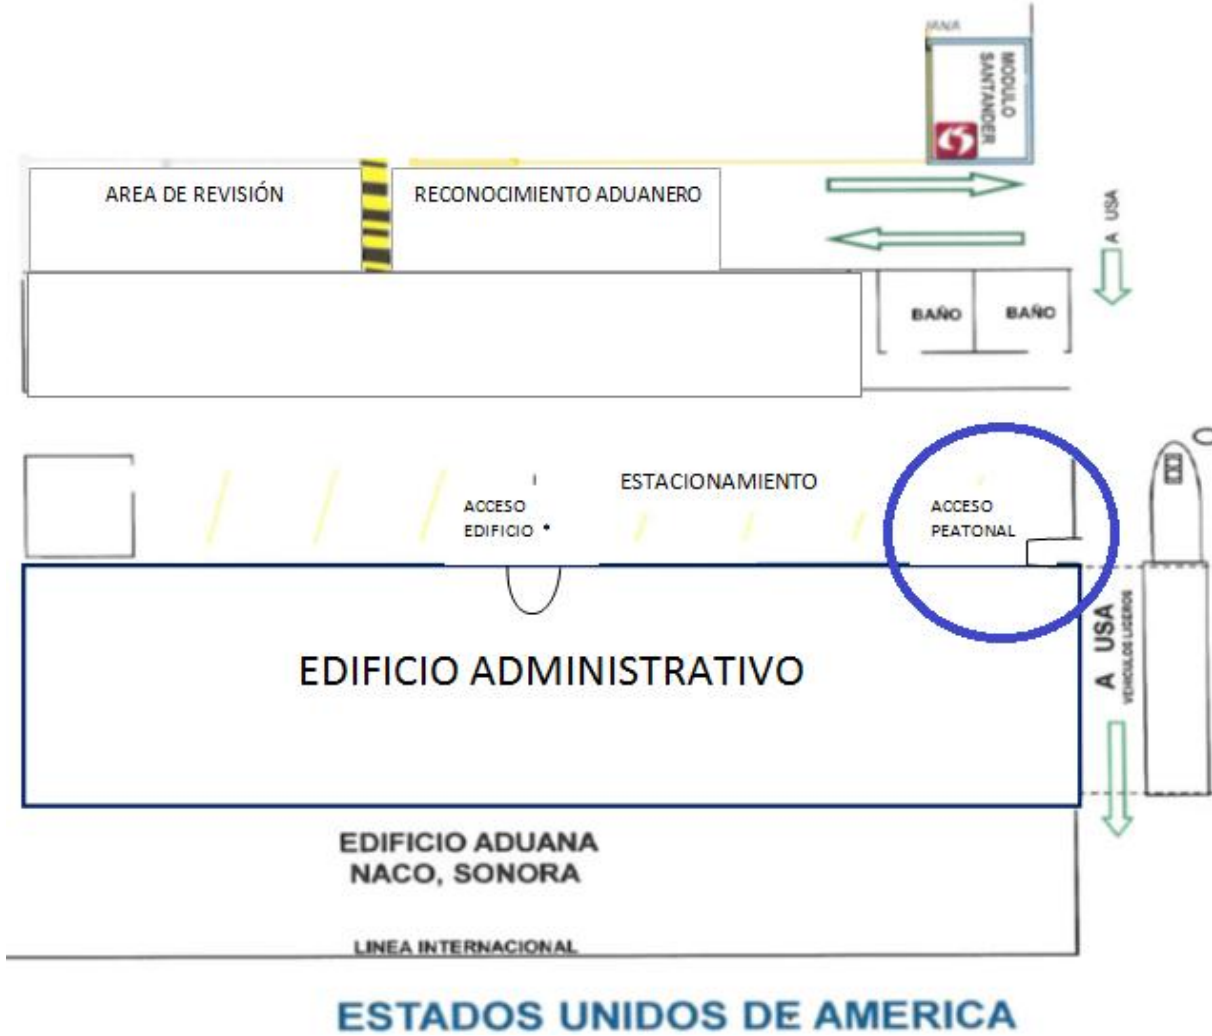 MODULO
SANTANDER
AREA DE REVISIÓN
RECONOCIMIENTO ADUANERO
A USA
BAÑO
BAÑO
ESTACIONAMIENTO
ACCESO
EDIFICIO *
ACCESO
PEATONAL
EDIFICIO ADMINISTRATIVO
A USA
VEHICULOS LIGEROS
EDIFICIO ADUANA
NACO, SONORA
LINEA INTERNACIONAL
ESTADOS UNIDOS DE AMERICA